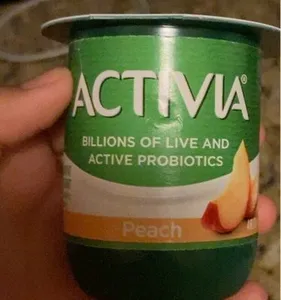 ACTIVIA®
BILLIONS OF LIVE AND
ACTIVE PROBIOTICS
Peach